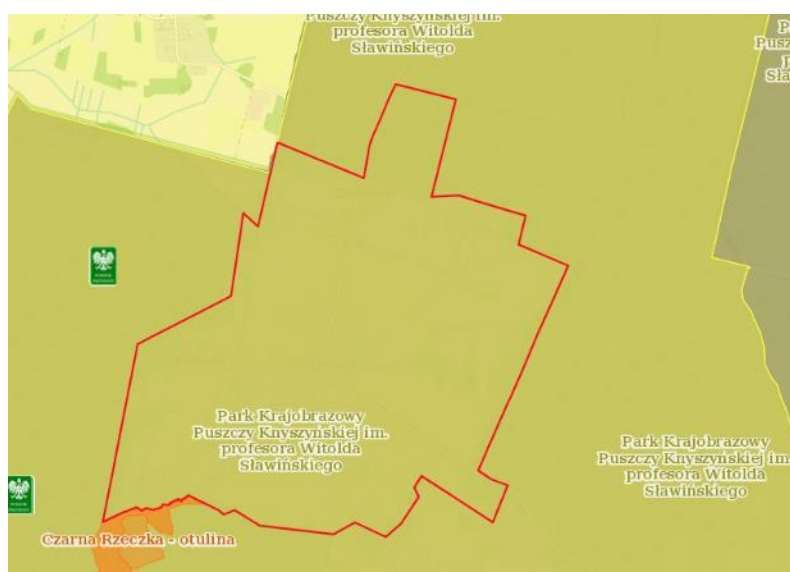 Puszczy Knyszyńskiej im.
profesora Witolda
Sławińskiego
Park Krajobrazowy
Puszczy Knyszyńskiej im.
profesora Witolda
Sławińskiego
Park Krajobrazowy
Puszczy Knyszyńskiej im.
profesora Witolda
Sławińskiego
Czarna Rzeczka - otulina